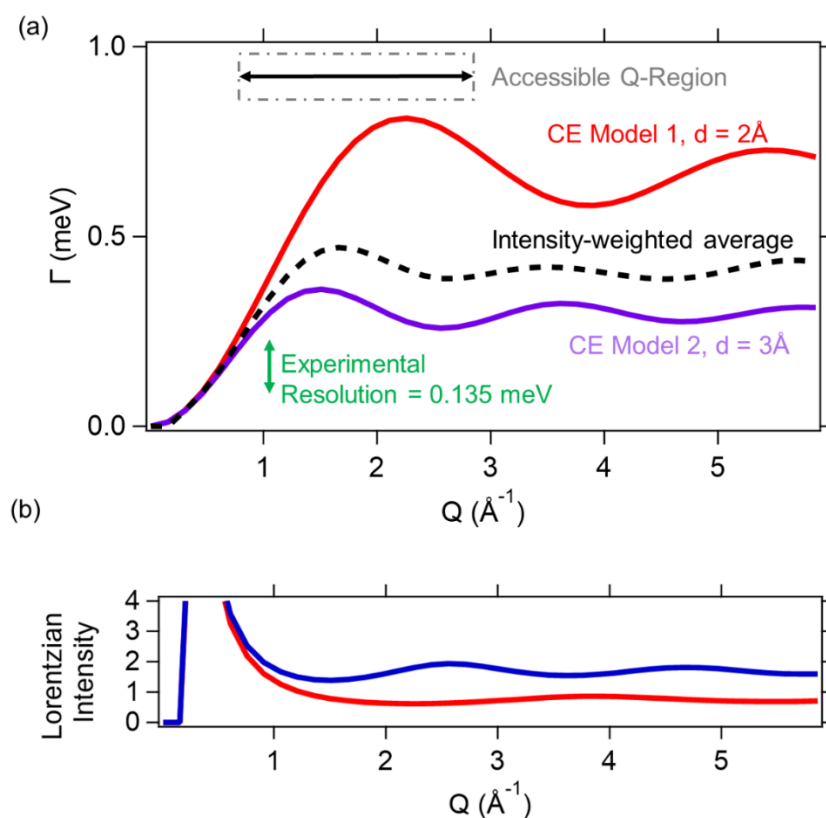 (a)
1.0
Accessible Q-Region
CE Model 1, d = 2Å
Γ (meV)
0.5
Intensity-weighted average
CE Model 2, d = 3Å
Experimental
Resolution = 0.135 meV
0.0
1 2 3 4 5
Q (Å⁻¹)
(b)
Lorentzian
Intensity
4
3
2
1
0
1 2 3 4 5
Q (Å⁻¹)